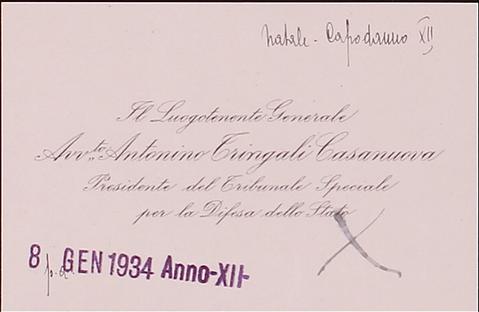 Natale - Capodanno XII
Il Luogotenente Generale
Avv.to Antonino Tringali Casanuova
Presidente del Tribunale Speciale
per la Difesa dello Stato
8 GEN 1934 Anno-XII-